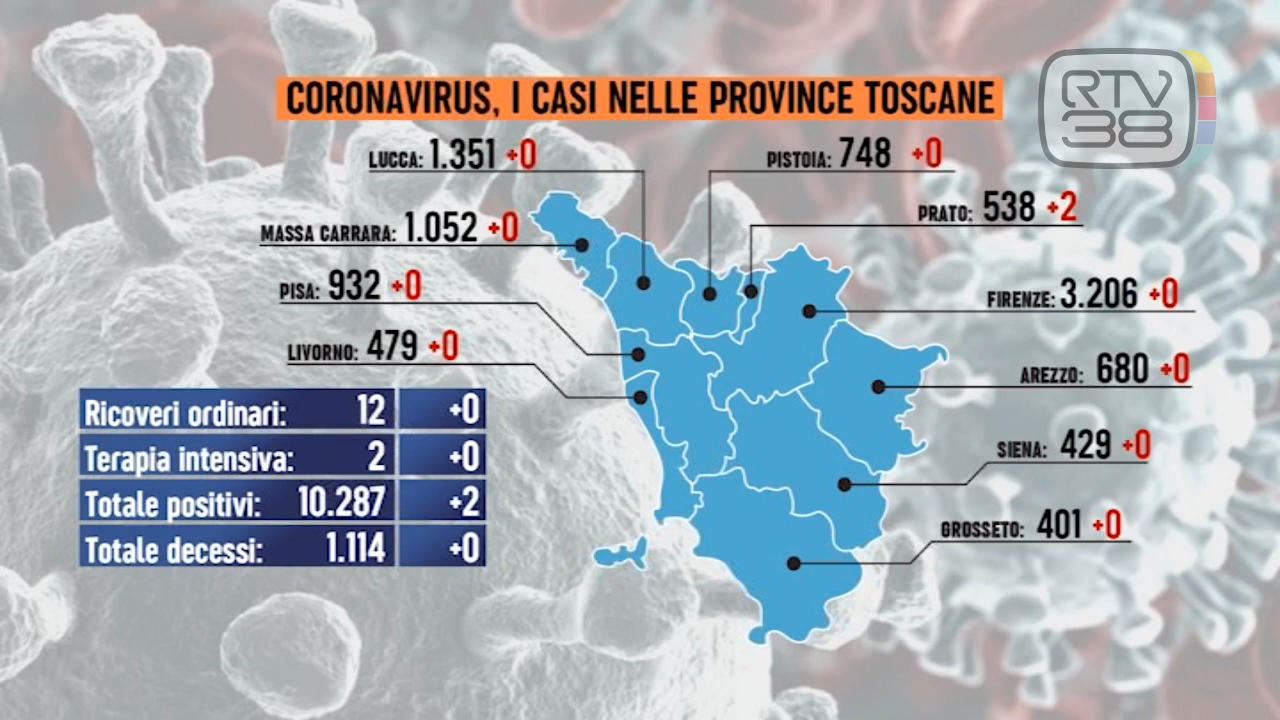 CORONAVIRUS, I CASI NELLE PROVINCE TOSCANE
RTV
38
LUCCA: 1.351 +0
PISTOIA: 748 +0
MASSA CARRARA: 1.052 +0
PRATO: 538 +2
PISA: 932 +0
FIRENZE: 3.206 +0
LIVORNO: 479 +0
AREZZO: 680 +0
SIENA: 429 +0
GROSSETO: 401 +0
Ricoveri ordinari: 12 +0
Terapia intensiva: 2 +0
Totale positivi: 10.287 +2
Totale decessi: 1.114 +0